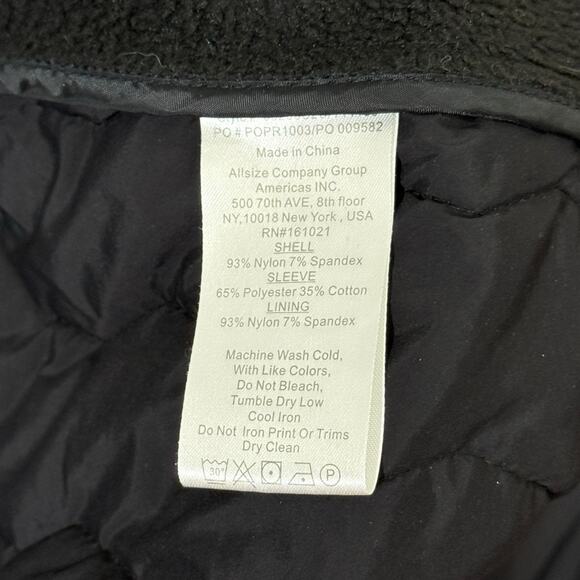 PO # POPR1003/PO 009582
Made in China
Allsize Company Group
Americas INC.
500 70th AVE, 8th floor
NY,10018 New York , USA
RN#161021
SHELL
93% Nylon 7% Spandex
SLEEVE
65% Polyester 35% Cotton
LINING
93% Nylon 7% Spandex
Machine Wash Cold,
With Like Colors,
Do Not Bleach,
Tumble Dry Low
Cool Iron
Do Not Iron Print Or Trims
Dry Clean
30° P